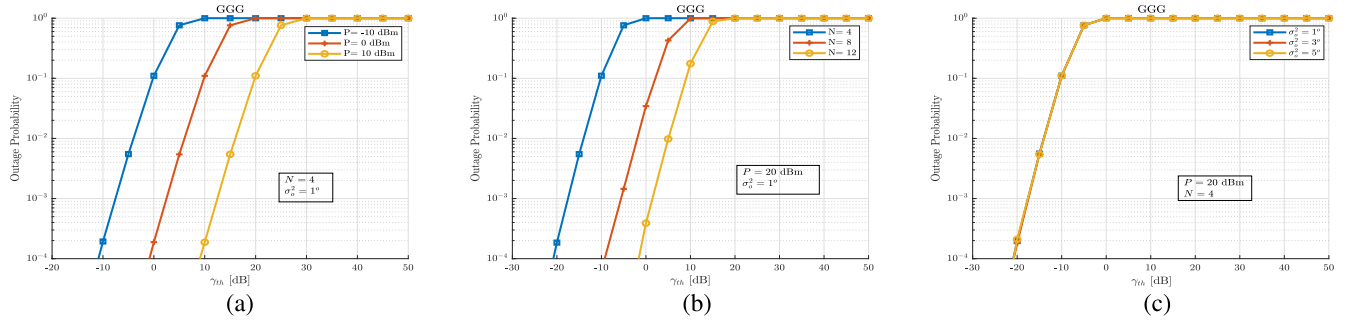 GGG
Outage Probability
10^0
10^-1
10^-2
10^-3
10^-4
P= -10 dBm
P= 0 dBm
P= 10 dBm
N = 4
σ_o^2 = 1^o
-20 -10 0 10 20 30 40 50
γ_th [dB]
(a)
GGG
Outage Probability
10^0
10^-1
10^-2
10^-3
10^-4
N= 4
N= 8
N= 12
P = 20 dBm
σ_o^2 = 1^o
-30 -20 -10 0 10 20 30 40 50
γ_th [dB]
(b)
GGG
Outage Probability
10^0
10^-1
10^-2
10^-3
10^-4
σ_o^2 = 1^o
σ_o^2 = 3^o
σ_o^2 = 5^o
P = 20 dBm
N = 4
-30 -20 -10 0 10 20 30 40 50
γ_th [dB]
(c)